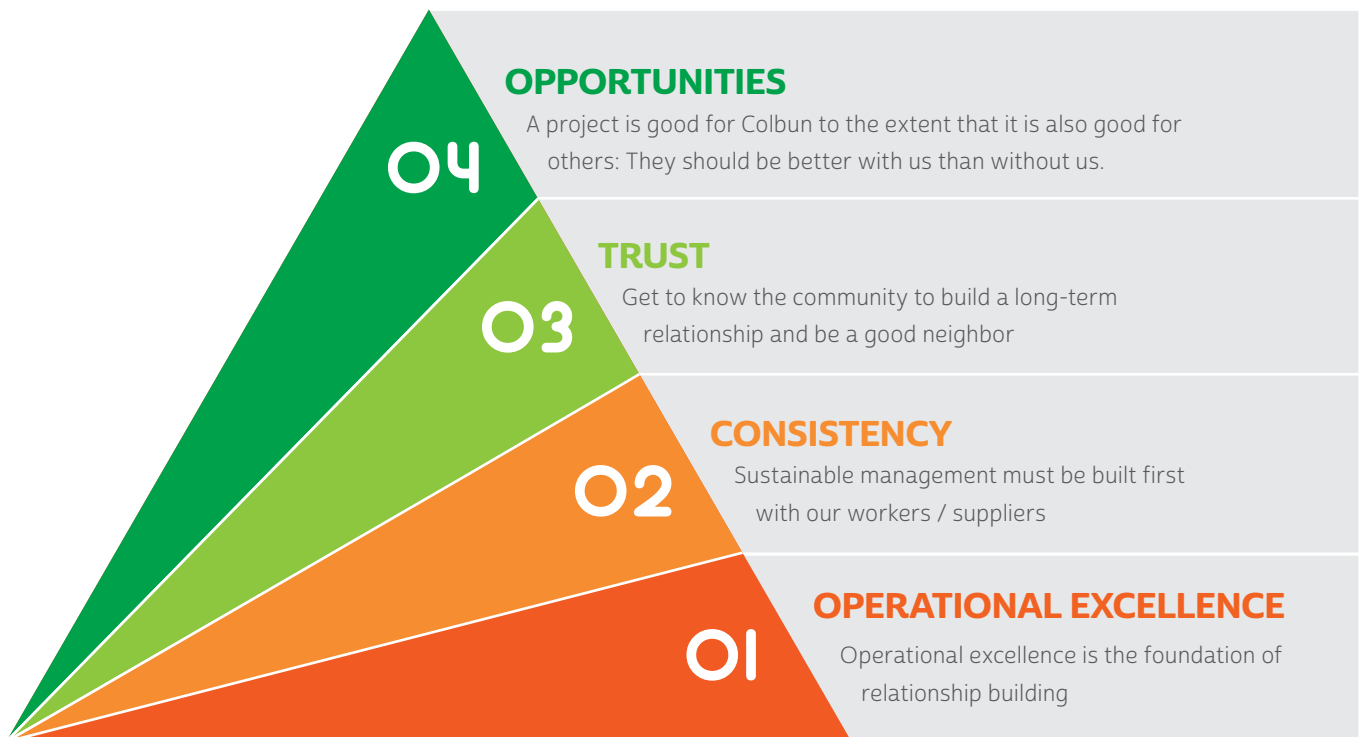 04
OPPORTUNITIES
A project is good for Colbun to the extent that it is also good for
others: They should be better with us than without us.
03
TRUST
Get to know the community to build a long-term
relationship and be a good neighbor
02
CONSISTENCY
Sustainable management must be built first
with our workers / suppliers
01
OPERATIONAL EXCELLENCE
Operational excellence is the foundation of
relationship building